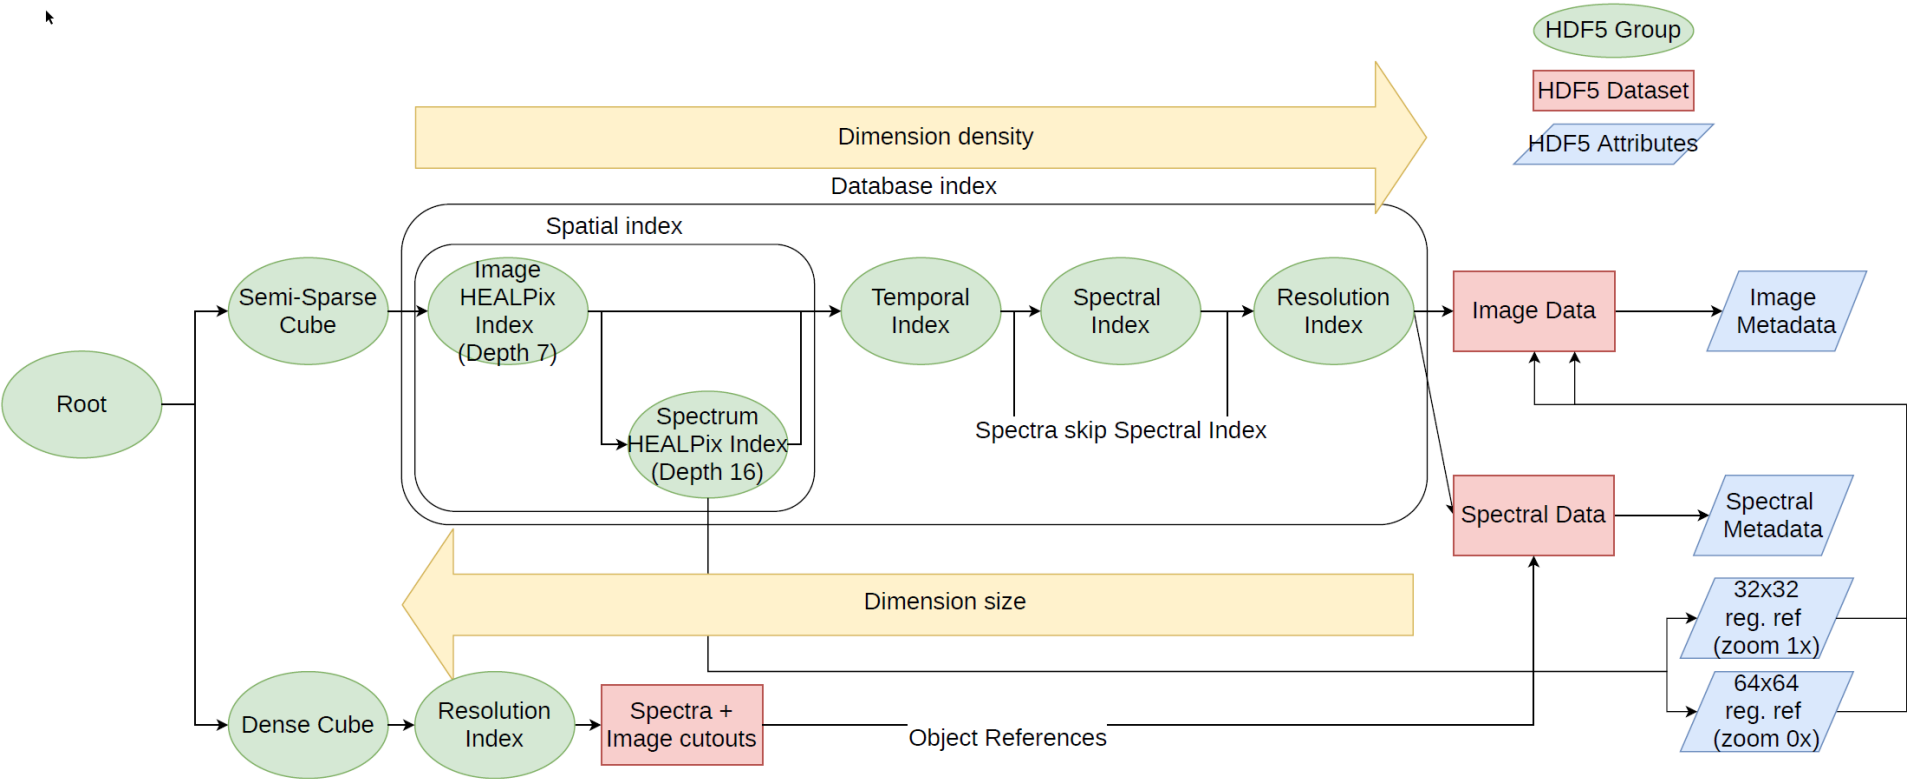 HDF5 Group
HDF5 Dataset
HDF5 Attributes
Dimension density
Database index
Spatial index
Image
HEALPix
Index
(Depth 7)
Semi-Sparse
Cube
Temporal
Index
Spectral
Index
Resolution
Index
Image Data
Image
Metadata
Root
Spectrum
HEALPix Index
(Depth 16)
Spectra skip Spectral Index
Spectral Data
Spectral
Metadata
Dimension size
32x32
reg. ref
(zoom 1x)
64x64
reg. ref
(zoom 0x)
Dense Cube
Resolution
Index
Spectra +
Image cutouts
Object References